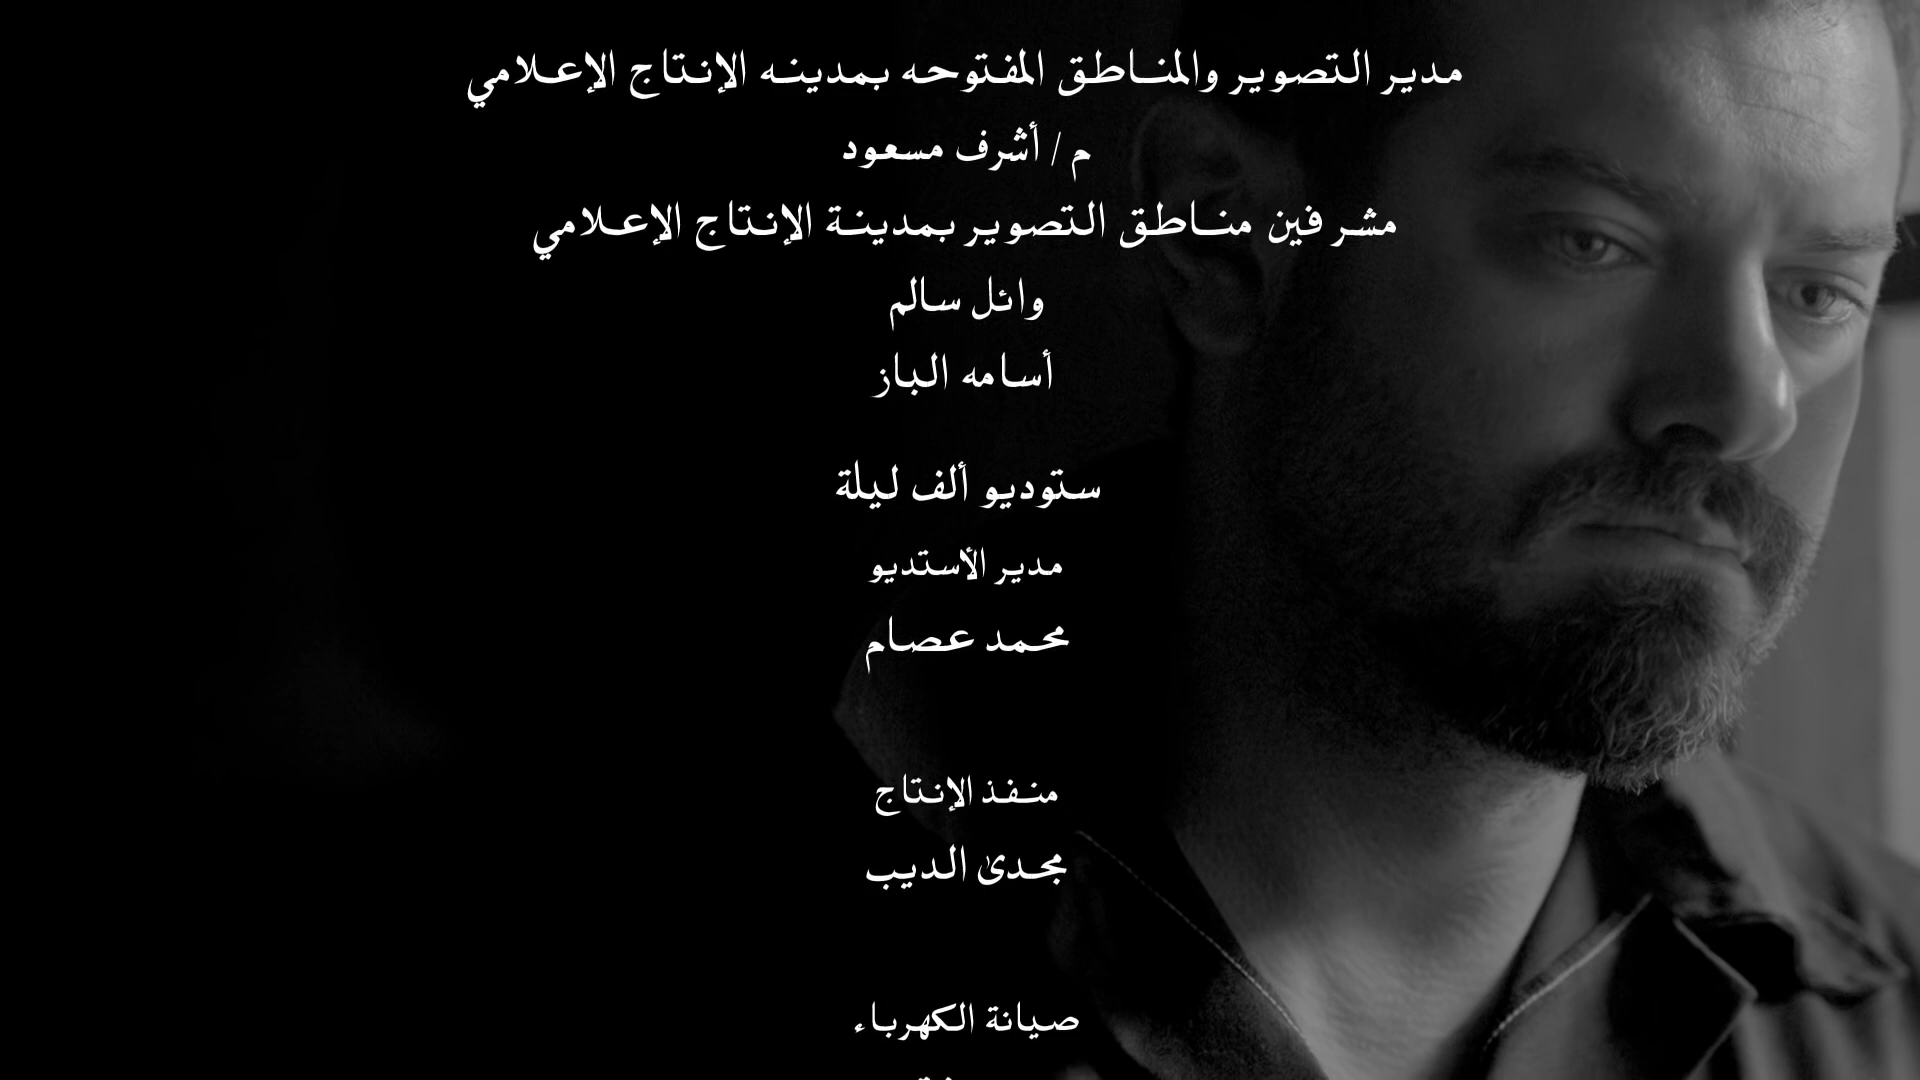 مدير التصوير والمناطق المفتوحه بمدينه الإنتاج الإعلامي
م / أشرف مسعود
مشرفين مناطق التصوير بمدينة الإنتاج الإعلامي
وائل سالم
أسامه الباز
ستوديو ألف ليلة
مدير الأستديو
محمد عصام
منفذ الإنتاج
مجدى الديب
صيانة الكهرباء